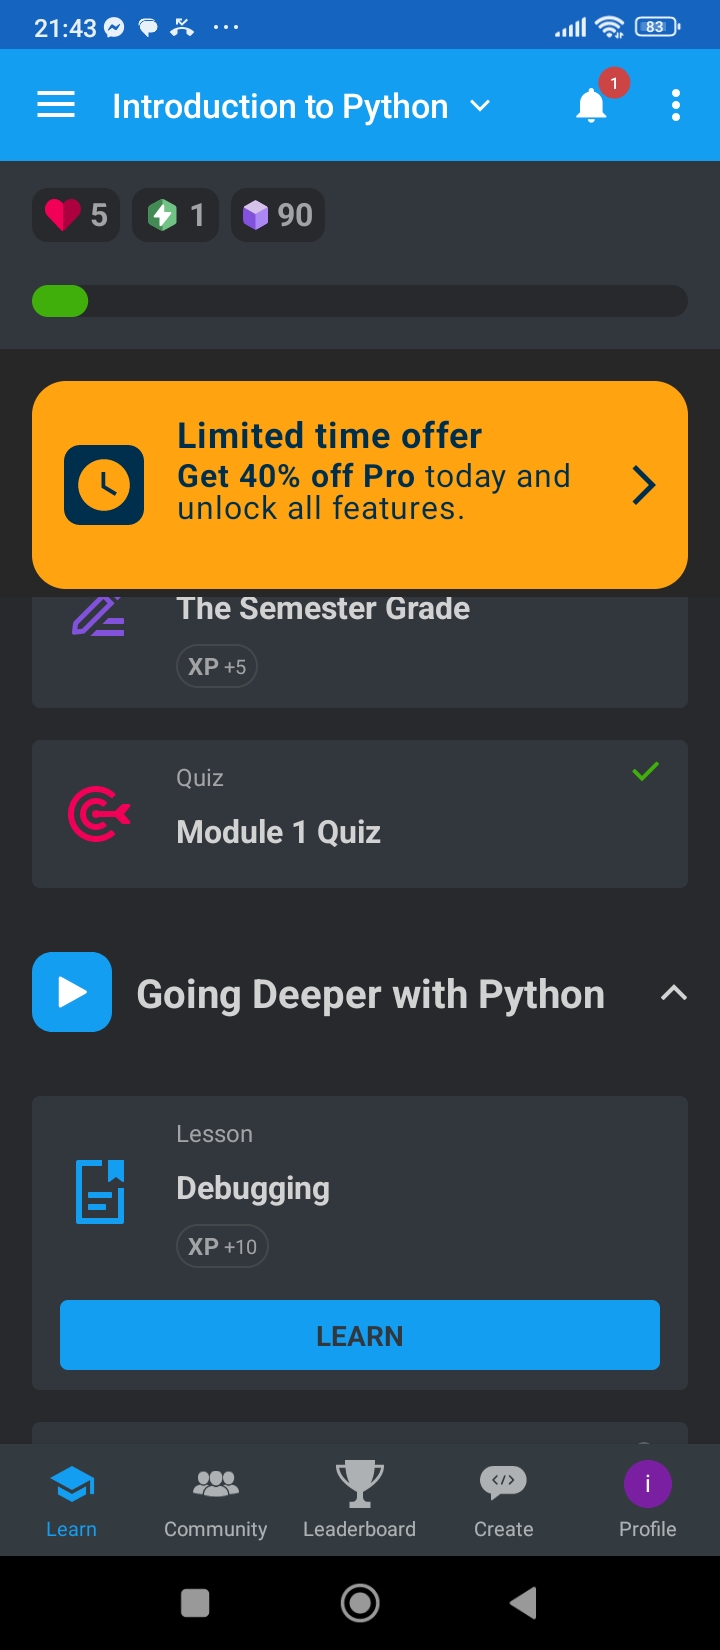 21:43
83
Introduction to Python
1
5
1
90
Limited time offer
Get 40% off Pro today and
unlock all features.
The Semester Grade
XP +5
Quiz
Module 1 Quiz
Going Deeper with Python
Lesson
Debugging
XP +10
LEARN
i
Learn
Community
Leaderboard
Create
Profile